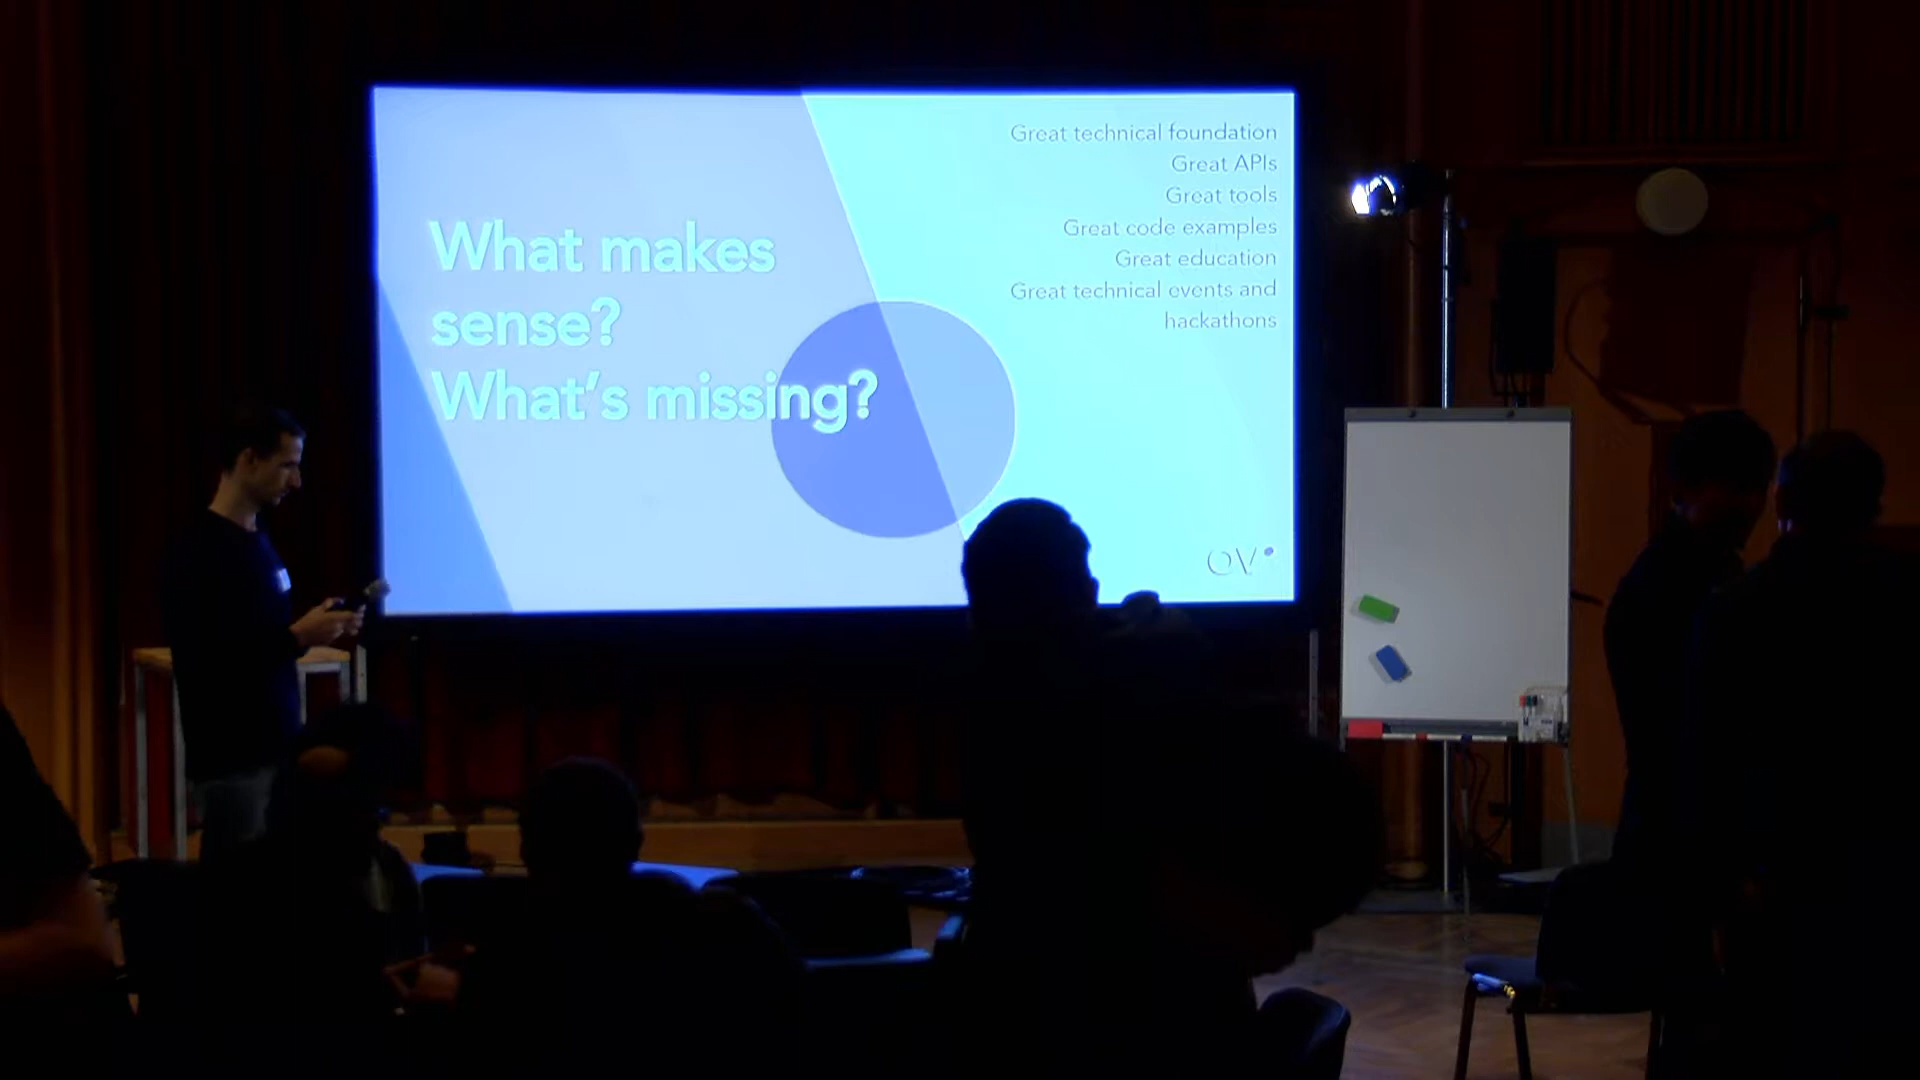 What makes
sense?
What's missing?
Great technical foundation
Great APIs
Great tools
Great code examples
Great education
Great technical events and
hackathons
OV